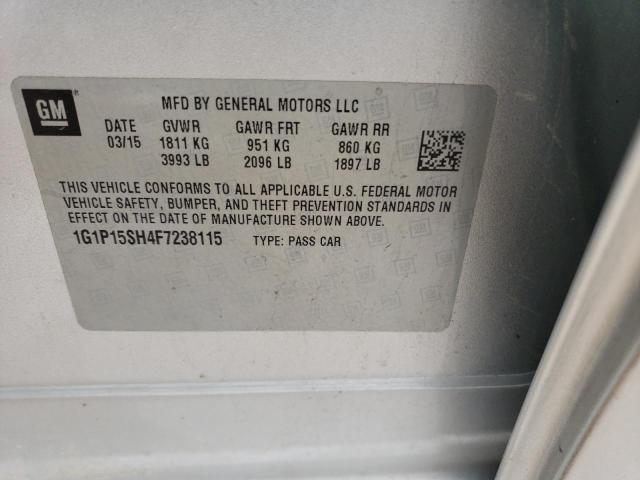 GM
MFD BY GENERAL MOTORS LLC
DATE GVWR GAWR FRT GAWR RR
03/15 1811 KG 951 KG 860 KG
3993 LB 2096 LB 1897 LB
THIS VEHICLE CONFORMS TO ALL APPLICABLE U.S. FEDERAL MOTOR
VEHICLE SAFETY, BUMPER, AND THEFT PREVENTION STANDARDS IN
EFFECT ON THE DATE OF MANUFACTURE SHOWN ABOVE.
1G1P15SH4F7238115 TYPE: PASS CAR